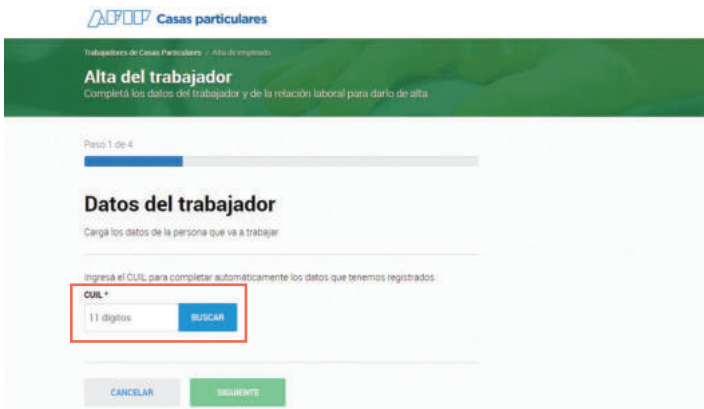 AFIP Casas particulares
Trabajadores de Casas Particulares / Alta de empleado
Alta del trabajador
Completá los datos del trabajador y de la relación laboral para darlo de alta
Paso 1 de 4
Datos del trabajador
Cargá los datos de la persona que va a trabajar
Ingresá el CUIL para completar automáticamente los datos que tenemos registrados.
CUIL *
11 dígitos BUSCAR
CANCELAR SIGUIENTE